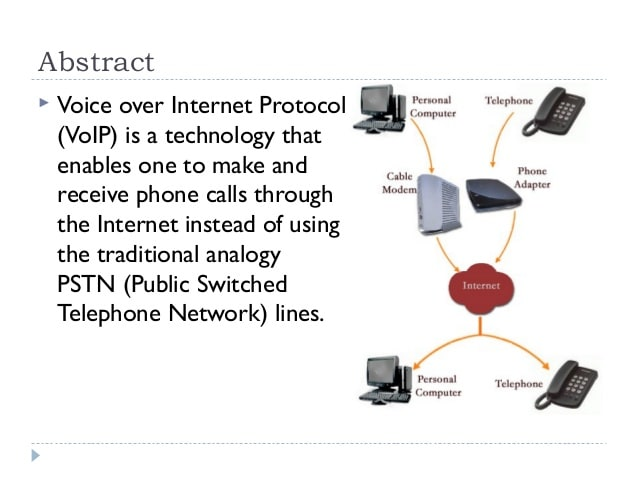 Abstract
Voice over Internet Protocol
(VoIP) is a technology that
enables one to make and
receive phone calls through
the Internet instead of using
the traditional analogy
PSTN (Public Switched
Telephone Network) lines.
Personal
Computer
Telephone
Cable
Modem
Phone
Adapter
Internet
Personal
Computer
Telephone